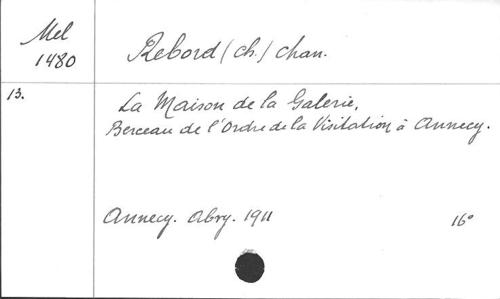 Mel
1480
Rebord (ch.) chan.
13.
La Maison de la Galerie,
Berceau de l'Ordre de la Visitation à Annecy.
Annecy. Abry. 1911
16°